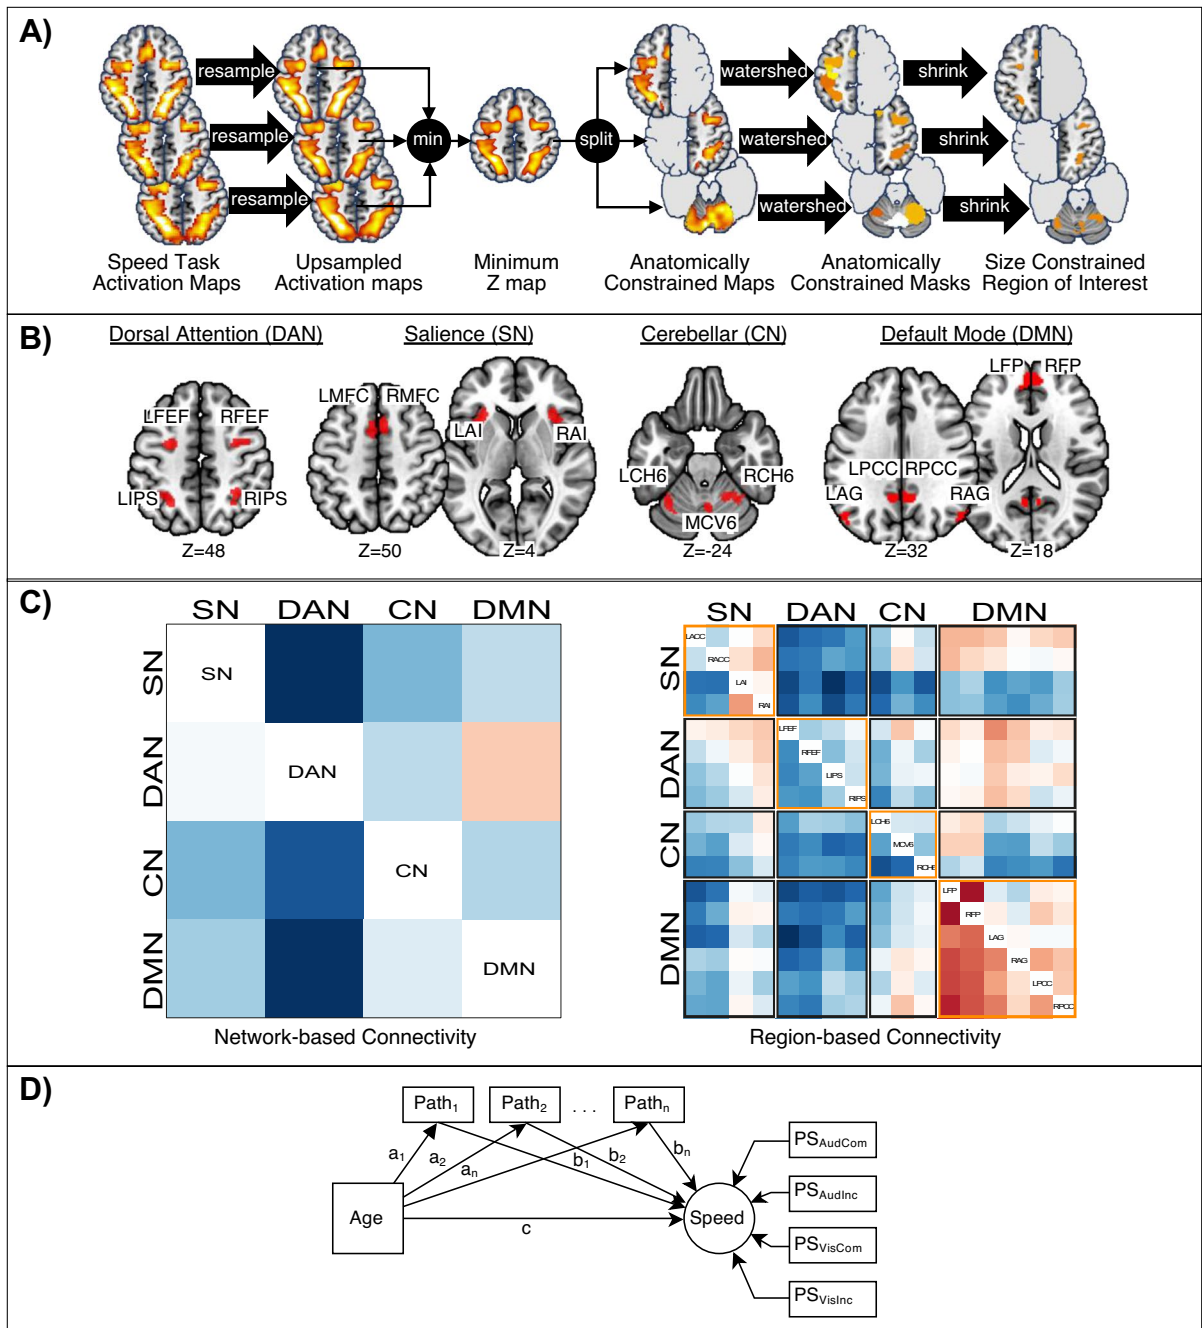 A)
resample
resample
resample
min
split
watershed
watershed
watershed
shrink
shrink
shrink
Speed Task
Activation Maps
Upsampled
Activation maps
Minimum
Z map
Anatomically
Constrained Maps
Anatomically
Constrained Masks
Size Constrained
Region of Interest
B)
Dorsal Attention (DAN)
Salience (SN)
Cerebellar (CN)
Default Mode (DMN)
LFEF RFEF
LIPS RIPS
Z=48
LMFC RMFC
Z=50
LAI RAI
Z=4
LCH6 RCH6
MCV6
Z=-24
LPCC RPCC
LAG RAG
Z=32
LFP RFP
Z=18
C)
SN DAN CN DMN
SN
DAN
CN
DMN
SN
DAN
CN
DMN
Network-based Connectivity
SN DAN CN DMN
SN
DAN
CN
DMN
LACC
RACC
LAI
RAI
LFEF
RFEF
LIPS
RIPS
LCH6
MCV6
RCH6
LFP
RFP
LAG
RAG
LPCC
RPCC
Region-based Connectivity
D)
Path1 Path2 . . . Pathn
a1 a2 an b1 b2 bn
Age
c
Speed
PSAudCom
PSAudInc
PSVisCom
PSVisInc